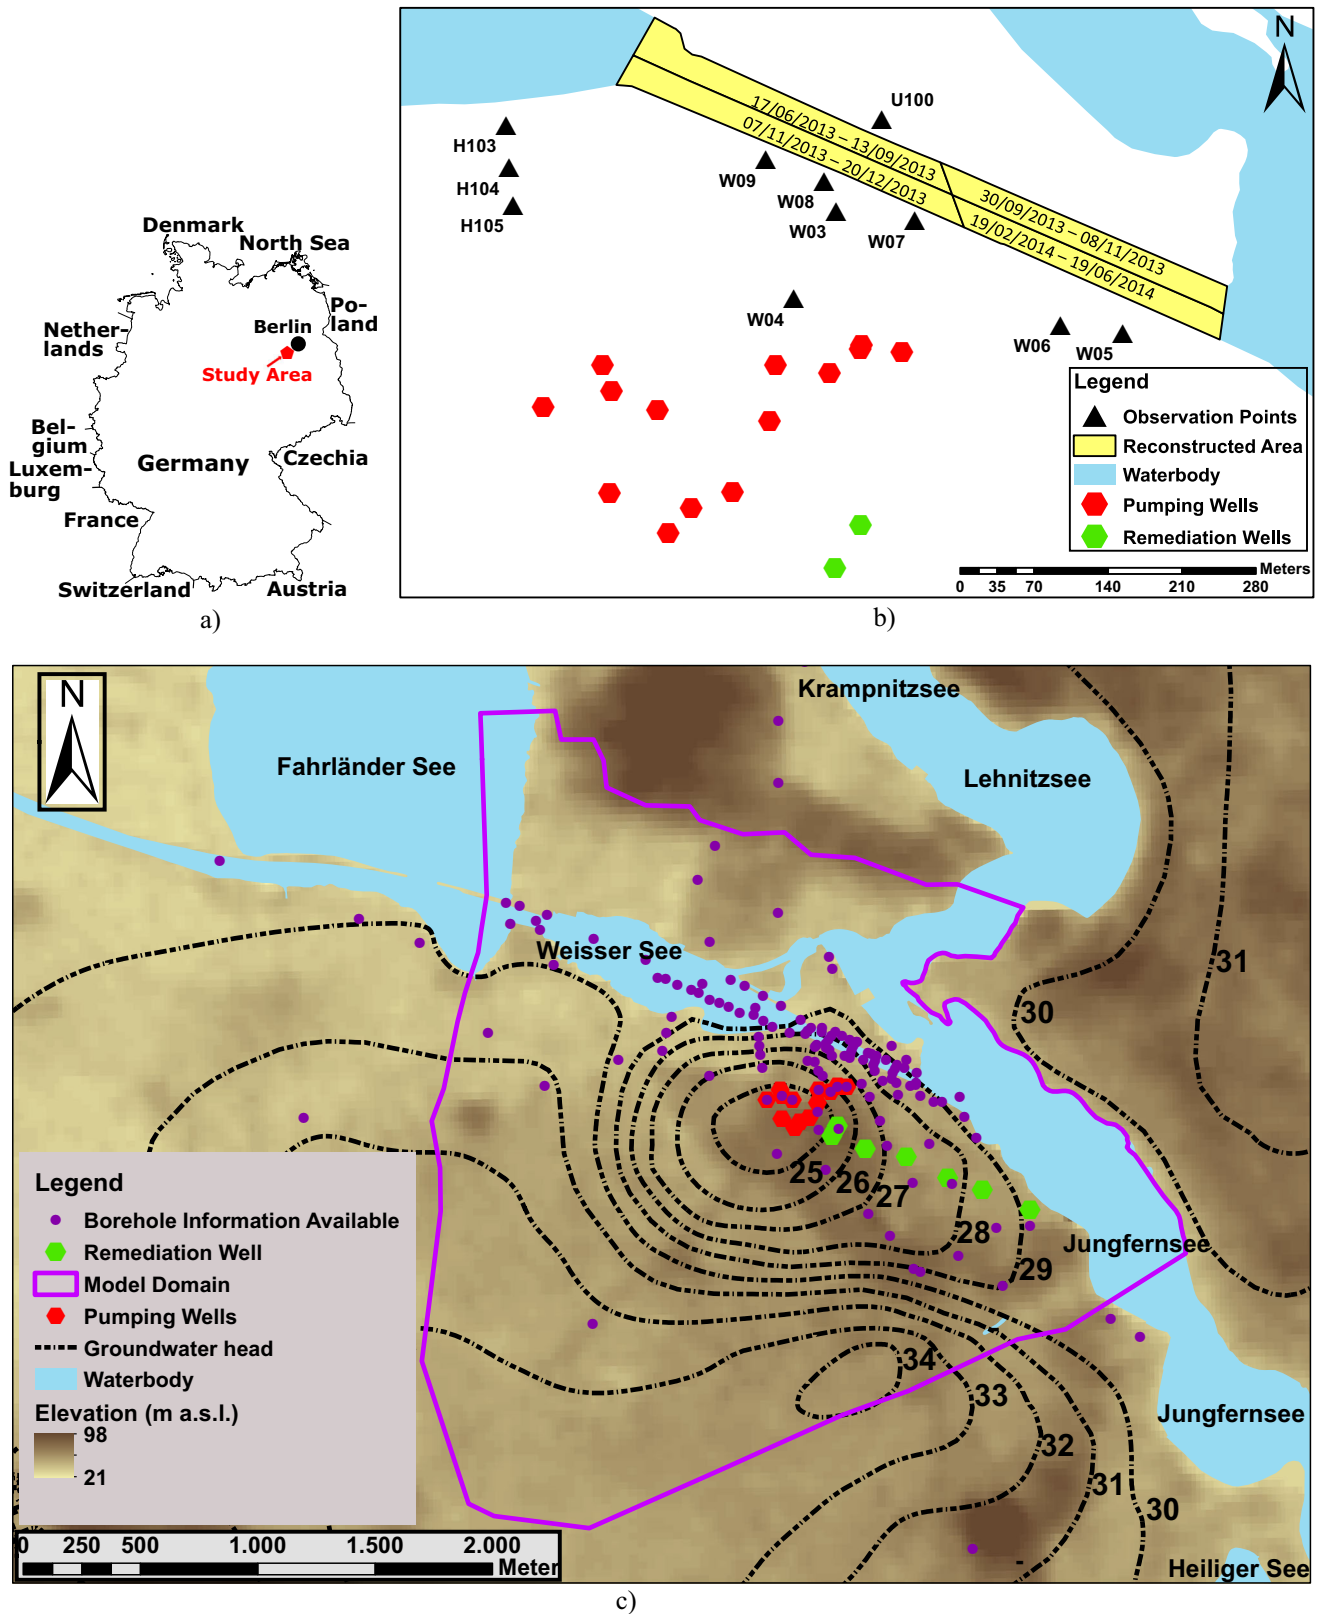 Denmark
North Sea
Po-
land
Nether-
lands
Berlin
Study Area
Bel-
gium
Luxem-
burg
Germany
Czechia
France
Switzerland
Austria
a)
N
U100
17/06/2013 – 13/09/2013
07/11/2013 – 20/12/2013
30/09/2013 – 08/11/2013
19/02/2014 – 19/06/2014
H103
H104
H105
W09
W08
W03
W07
W04
W06
W05
Legend
Observation Points
Reconstructed Area
Waterbody
Pumping Wells
Remediation Wells
Meters
0 35 70 140 210 280
b)
N
Krampnitzsee
Fahrländer See
Lehnitzsee
Weisser See
31
30
25
26
27
28
29
Jungfernsee
34
33
32
31
30
Jungfernsee
Heiliger See
Legend
Borehole Information Available
Remediation Well
Model Domain
Pumping Wells
Groundwater head
Waterbody
Elevation (m a.s.l.)
98
21
0 250 500 1.000 1.500 2.000
Meter
c)